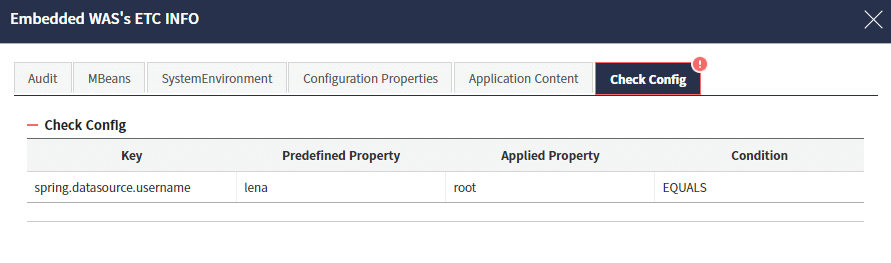 Embedded WAS's ETC INFO
Audit MBeans SystemEnvironment Configuration Properties Application Content Check Config !
Check Config
Key Predefined Property Applied Property Condition
spring.datasource.username lena root EQUALS